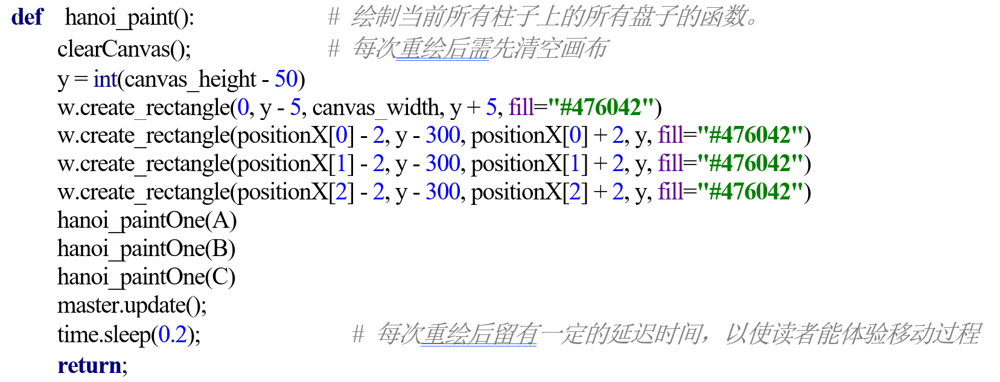 def hanoi_paint(): # 绘制当前所有柱子上的所有盘子的函数。
clearCanvas(); # 每次重绘后需先清空画布
y = int(canvas_height - 50)
w.create_rectangle(0, y - 5, canvas_width, y + 5, fill="#476042")
w.create_rectangle(positionX[0] - 2, y - 300, positionX[0] + 2, y, fill="#476042")
w.create_rectangle(positionX[1] - 2, y - 300, positionX[1] + 2, y, fill="#476042")
w.create_rectangle(positionX[2] - 2, y - 300, positionX[2] + 2, y, fill="#476042")
hanoi_paintOne(A)
hanoi_paintOne(B)
hanoi_paintOne(C)
master.update();
time.sleep(0.2); # 每次重绘后留有一定的延迟时间，以使读者能体验移动过程
return;